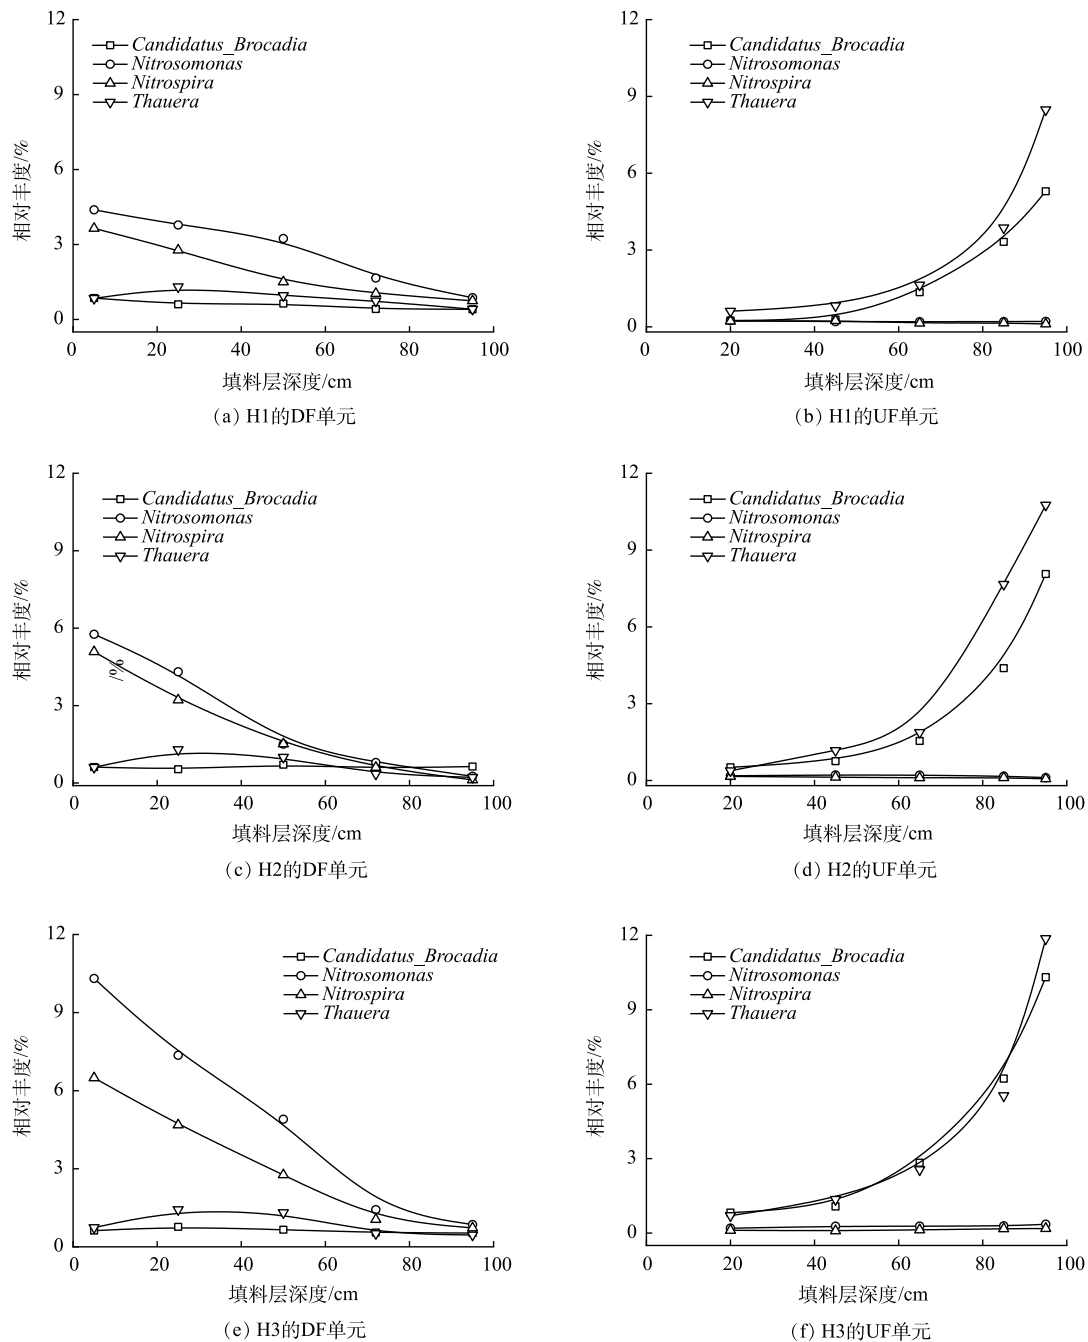 12
9
6
3
0
相对丰度/%
Candidatus_Brocadia
Nitrosomonas
Nitrospira
Thauera
0 20 40 60 80 100
填料层深度/cm
（a）H1的DF单元
12
9
6
3
0
相对丰度/%
Candidatus_Brocadia
Nitrosomonas
Nitrospira
Thauera
0 20 40 60 80 100
填料层深度/cm
（b）H1的UF单元
12
9
6
3
0
相对丰度/%
Candidatus_Brocadia
Nitrosomonas
Nitrospira
Thauera
/%
0 20 40 60 80 100
填料层深度/cm
（c）H2的DF单元
12
9
6
3
0
相对丰度/%
Candidatus_Brocadia
Nitrosomonas
Nitrospira
Thauera
0 20 40 60 80 100
填料层深度/cm
（d）H2的UF单元
12
9
6
3
0
相对丰度/%
Candidatus_Brocadia
Nitrosomonas
Nitrospira
Thauera
0 20 40 60 80 100
填料层深度/cm
（e）H3的DF单元
12
9
6
3
0
相对丰度/%
Candidatus_Brocadia
Nitrosomonas
Nitrospira
Thauera
0 20 40 60 80 100
填料层深度/cm
（f）H3的UF单元